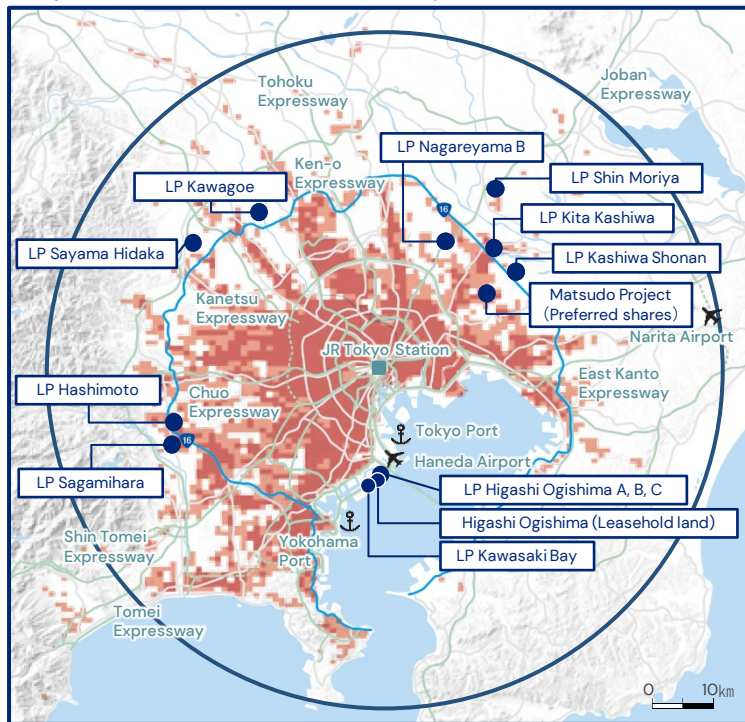 Tohoku
Expressway
Joban
Expressway
LP Nagareyama B
Ken-o
Expressway
LP Shin Moriya
LP Kawagoe
16
LP Kita Kashiwa
LP Sayama Hidaka
LP Kashiwa Shonan
Kanetsu
Expressway
Matsudo Project
(Preferred shares)
Narita Airport
JR Tokyo Station
East Kanto
Expressway
LP Hashimoto
Chuo
Expressway
Tokyo Port
16
Haneda Airport
LP Sagamihara
LP Higashi Ogishima A, B, C
Higashi Ogishima (Leasehold land)
Shin Tomei
Expressway
Yokohama
Port
LP Kawasaki Bay
Tomei
Expressway
0 10km